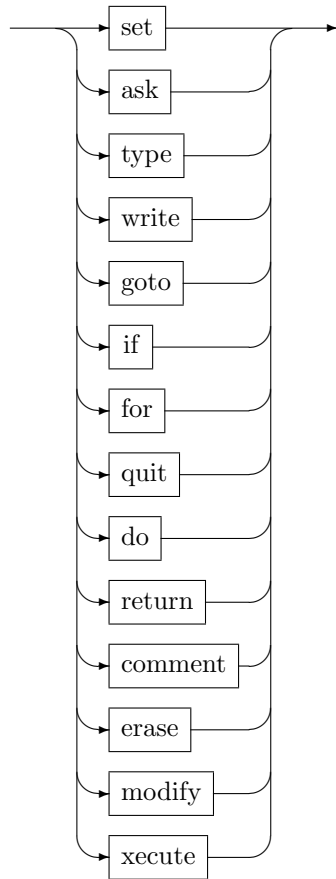 set
ask
type
write
goto
if
for
quit
do
return
comment
erase
modify
xecute